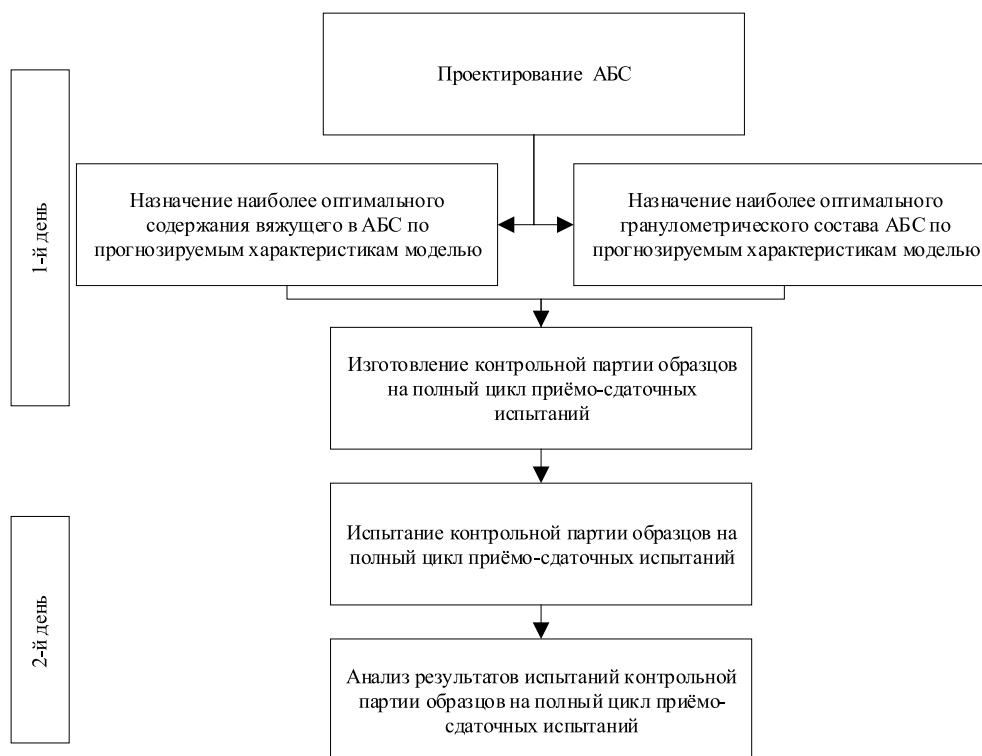 Проектирование АБС
1-й день
Назначение наиболее оптимального
содержания вяжущего в АБС по
прогнозируемым характеристикам моделью
Назначение наиболее оптимального
гранулометрического состава АБС по
прогнозируемым характеристикам моделью
Изготовление контрольной партии образцов
на полный цикл приёмо-сдаточных
испытаний
2-й день
Испытание контрольной партии образцов на
полный цикл приёмо-сдаточных испытаний
Анализ результатов испытаний контрольной
партии образцов на полный цикл приёмо-
сдаточных испытаний